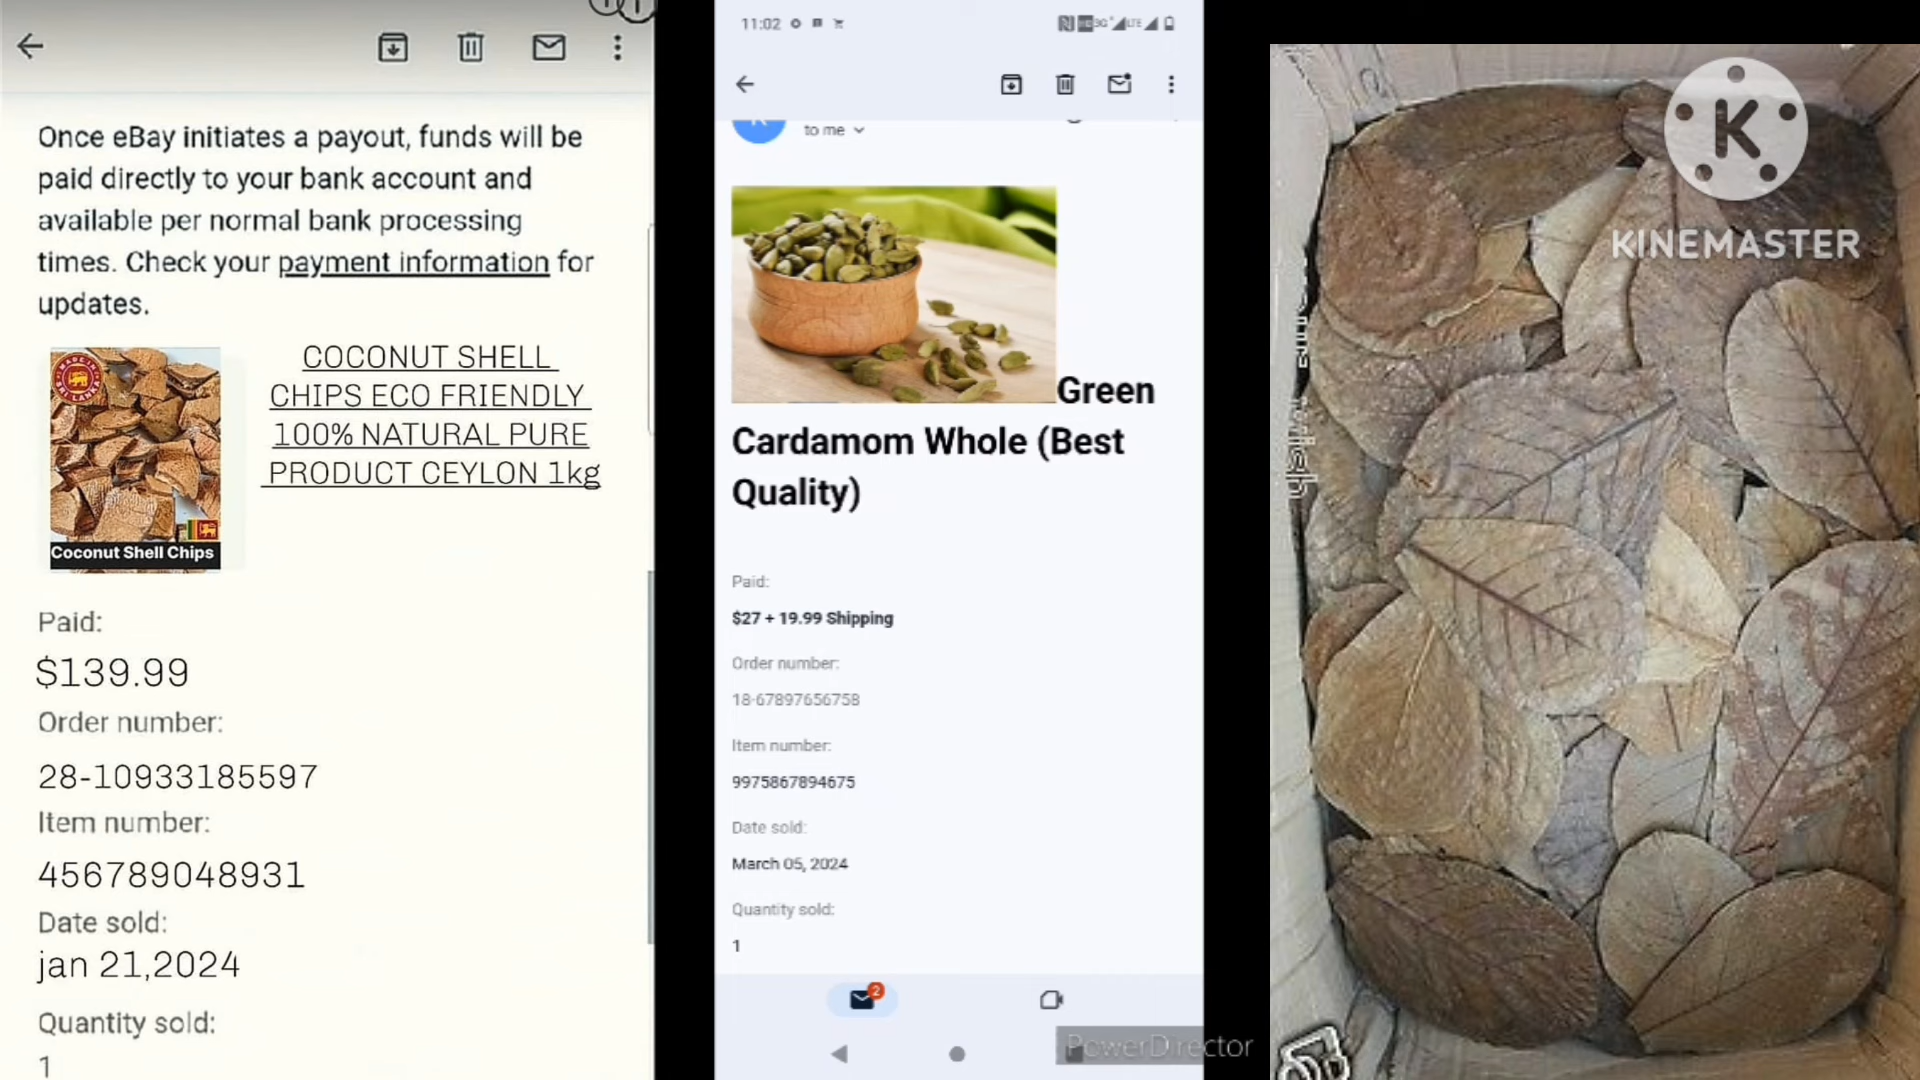 Once eBay initiates a payout, funds will be
paid directly to your bank account and
available per normal bank processing
times. Check your payment information for
updates.
MADE IN
SRI LANKA
Coconut Shell Chips
COCONUT SHELL
CHIPS ECO FRIENDLY
100% NATURAL PURE
PRODUCT CEYLON 1kg
Paid:
$139.99
Order number:
28-10933185597
Item number:
456789048931
Date sold:
jan 21,2024
Quantity sold:
1
11:02
to me
Green
Cardamom Whole (Best
Quality)
Paid:
$27 + 19.99 Shipping
Order number:
18-67897656758
Item number:
9975867894675
Date sold:
March 05, 2024
Quantity sold:
1
2
PowerDirector
K
KINEMASTER